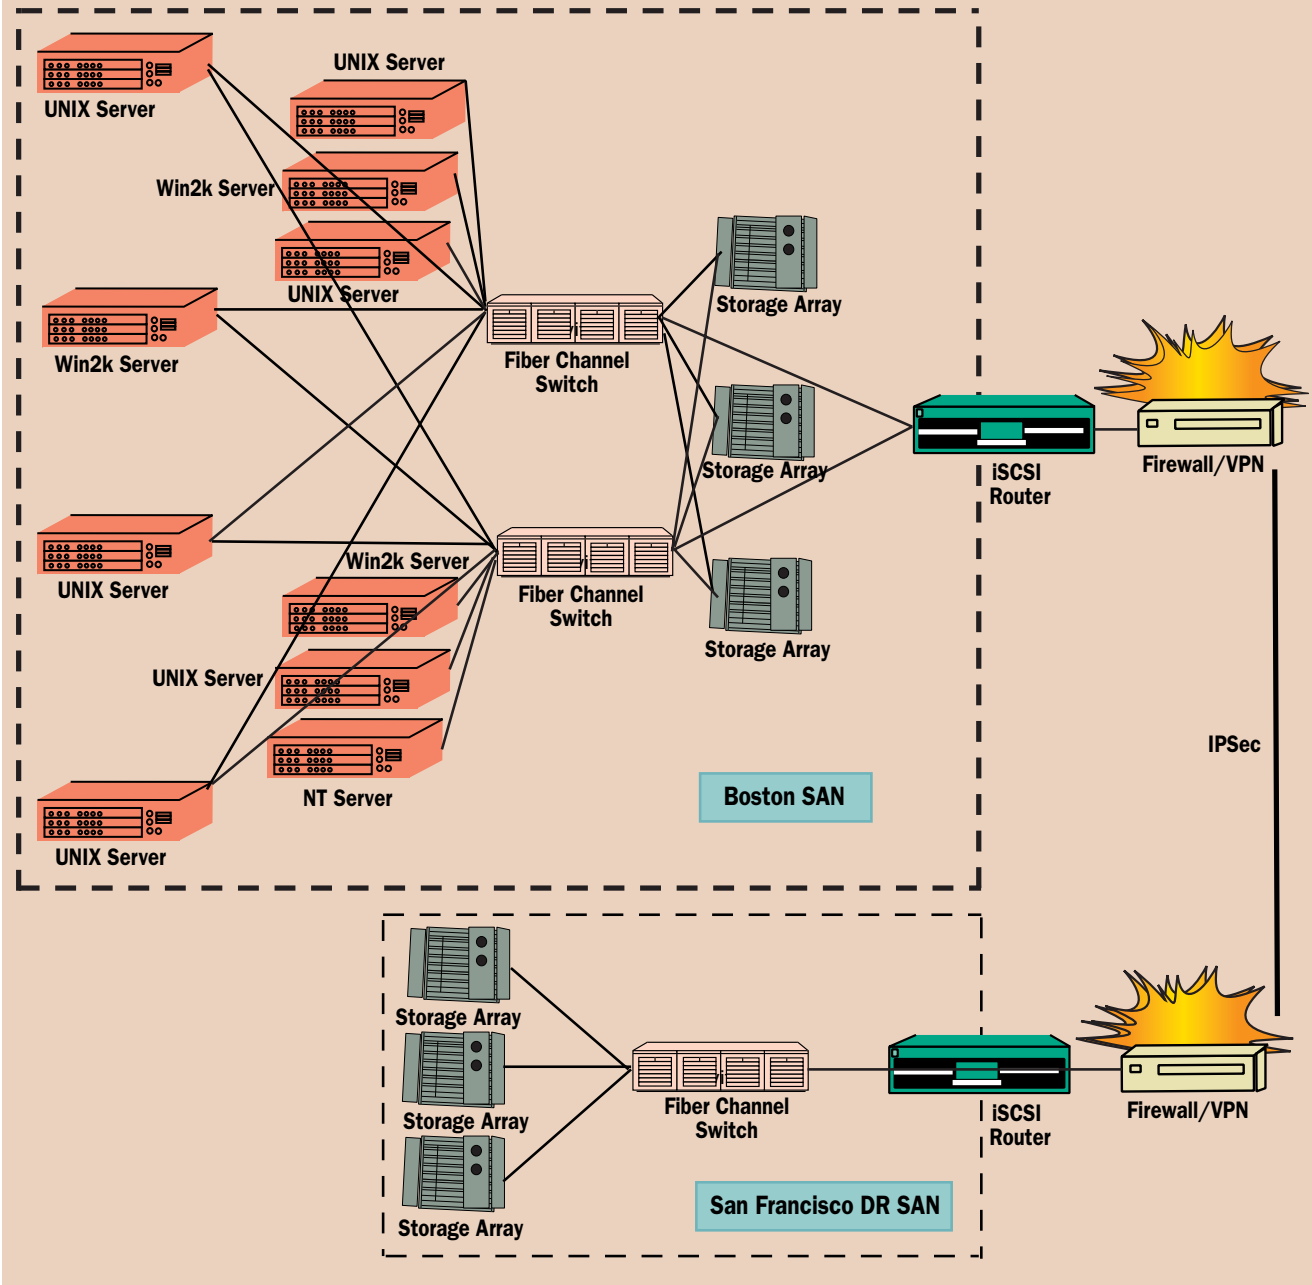 UNIX Server
UNIX Server
Win2k Server
UNIX Server
Win2k Server
UNIX Server
Win2k Server
UNIX Server
NT Server
UNIX Server
Fiber Channel
Switch
Fiber Channel
Switch
Storage Array
Storage Array
Storage Array
iSCSI
Router
Firewall/VPN
IPSec
Boston SAN
Storage Array
Storage Array
Storage Array
Fiber Channel
Switch
iSCSI
Router
Firewall/VPN
San Francisco DR SAN